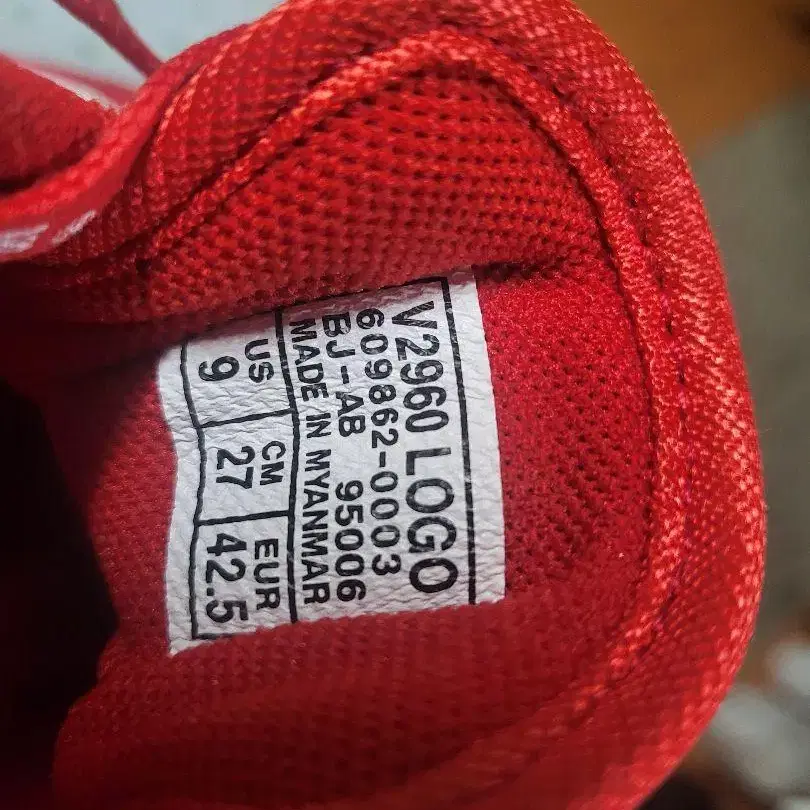 V2960 LOGO
609862-0003
BJ-AB 95006
MADE IN MYANMAR
US CM EUR
9 27 42.5